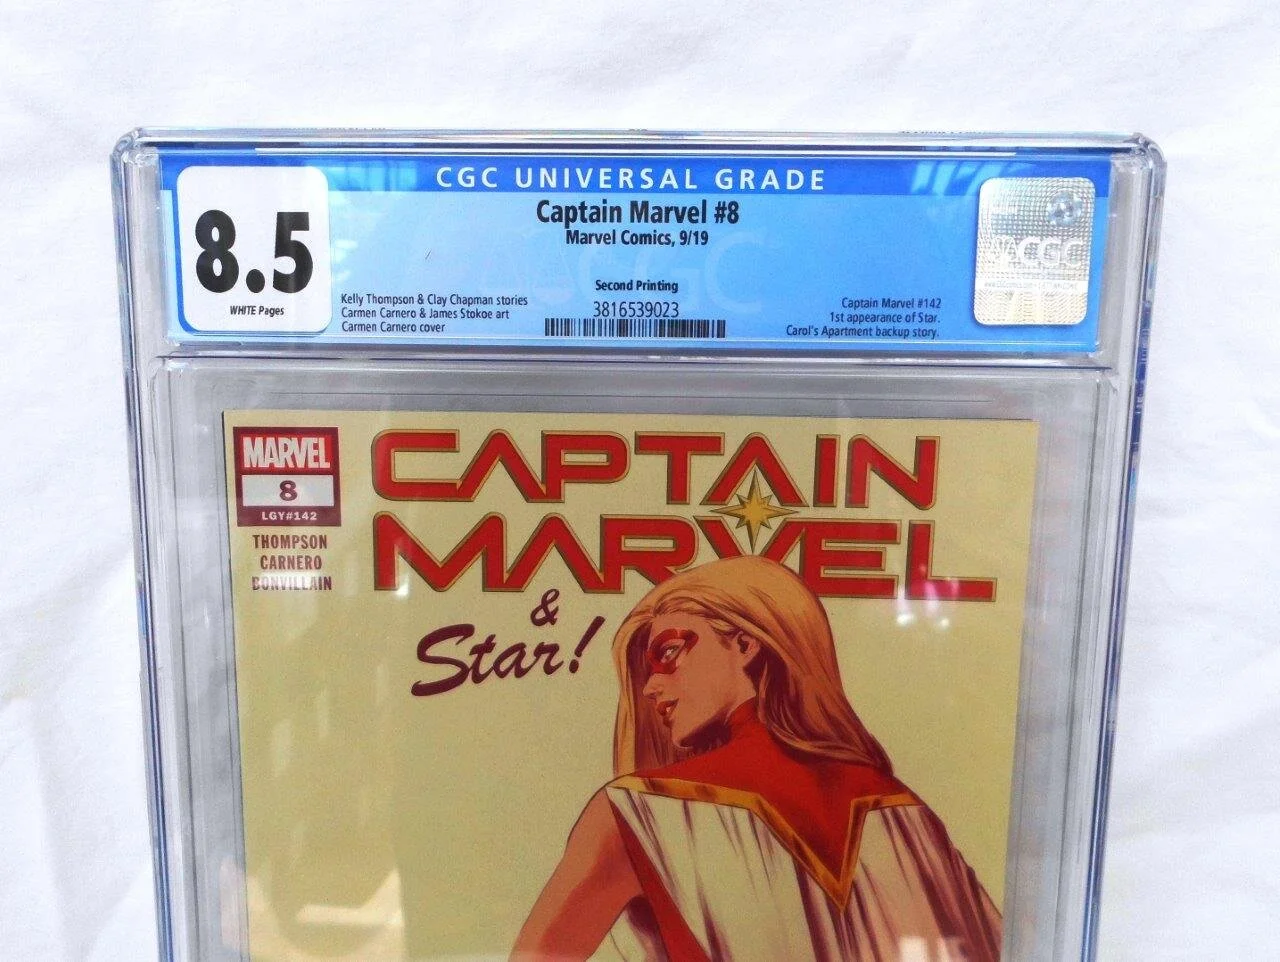 CGC UNIVERSAL GRADE
8.5
WHITE Pages
Captain Marvel #8
Marvel Comics, 9/19
Second Printing
3816539023
Kelly Thompson & Clay Chapman stories
Carmen Carnero & James Stokoe art
Carmen Carnero cover
Captain Marvel #142
1st appearance of Star.
Carol's Apartment backup story.
CGC
CGC
MARVEL
8
LGY#142
THOMPSON
CARNERO
BONVILLAIN
CAPTAIN
MARVEL
&
Star!